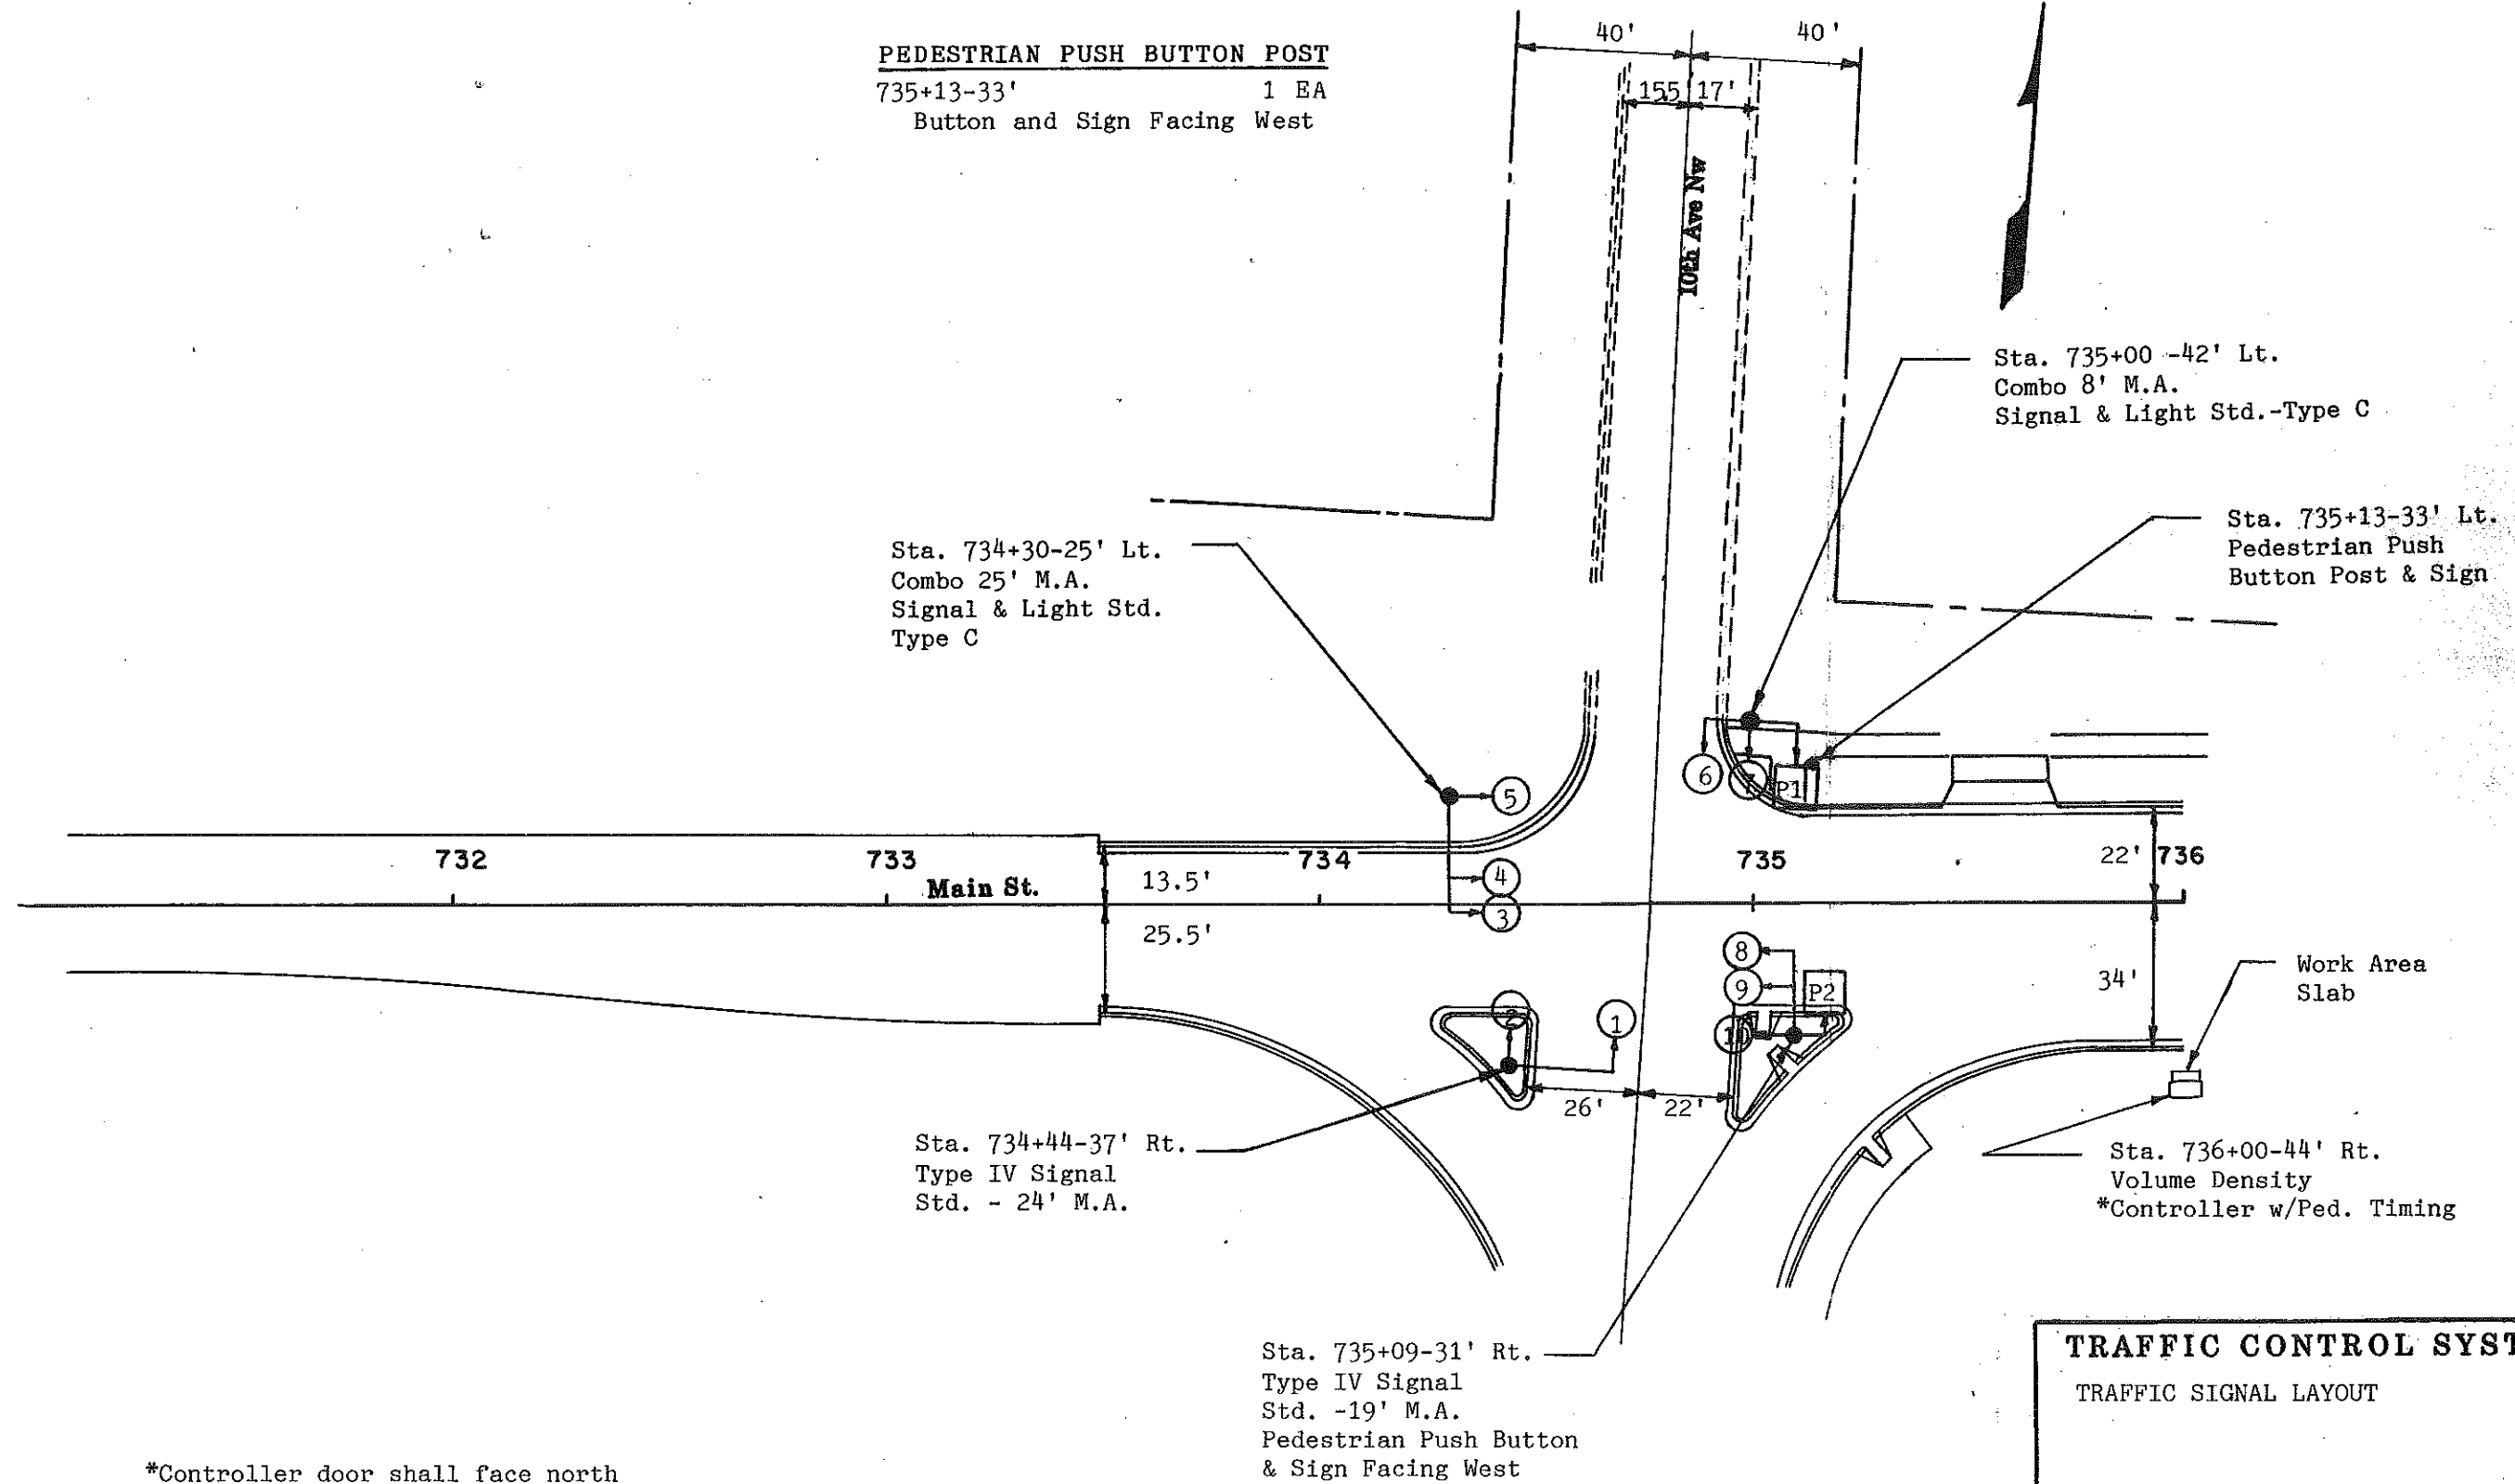 PEDESTRIAN PUSH BUTTON POST
735+13-33' 1 EA
Button and Sign Facing West
40' 40'
155 17'
10th Ave Nw
Sta. 735+00 -42' Lt.
Combo 8' M.A.
Signal & Light Std.-Type C
Sta. 735+13-33' Lt.
Pedestrian Push
Button Post & Sign
Sta. 734+30-25' Lt.
Combo 25' M.A.
Signal & Light Std.
Type C
6 7 P1
5
732 733 734 735 736
22'
Main St.
13.5'
4
3
25.5'
8
9
P2
10
2
1
34'
Work Area
Slab
26' 22'
Sta. 734+44-37' Rt.
Type IV Signal
Std. - 24' M.A.
Sta. 736+00-44' Rt.
Volume Density
*Controller w/Ped. Timing
Sta. 735+09-31' Rt.
Type IV Signal
Std. -19' M.A.
Pedestrian Push Button
& Sign Facing West
TRAFFIC CONTROL SYST
TRAFFIC SIGNAL LAYOUT
*Controller door shall face north